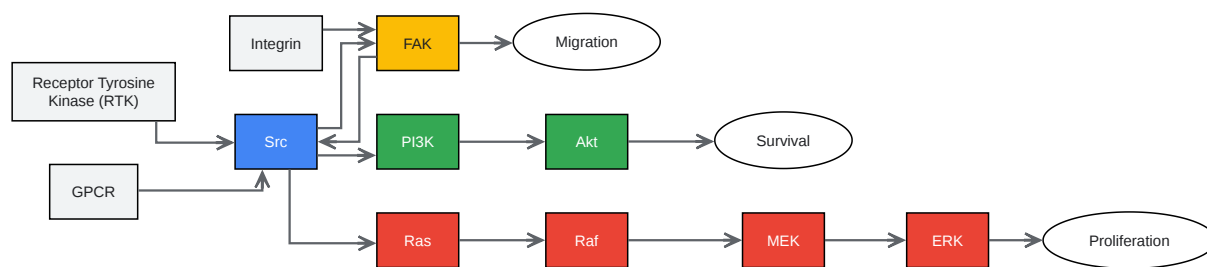 Integrin
FAK
Migration
Receptor Tyrosine
Kinase (RTK)
Src
PI3K
Akt
Survival
GPCR
Ras
Raf
MEK
ERK
Proliferation